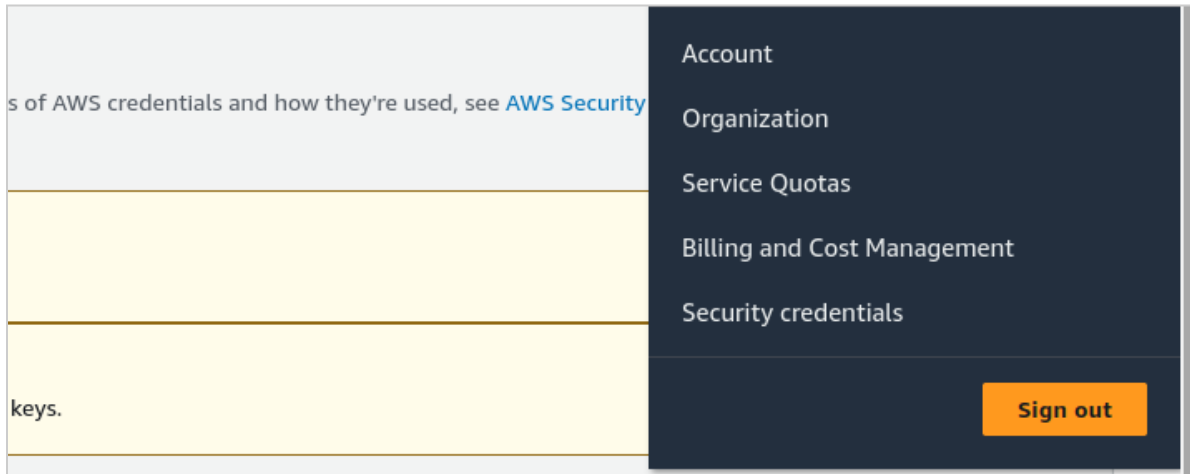 s of AWS credentials and how they're used, see AWS Security
keys.
Account
Organization
Service Quotas
Billing and Cost Management
Security credentials
Sign out